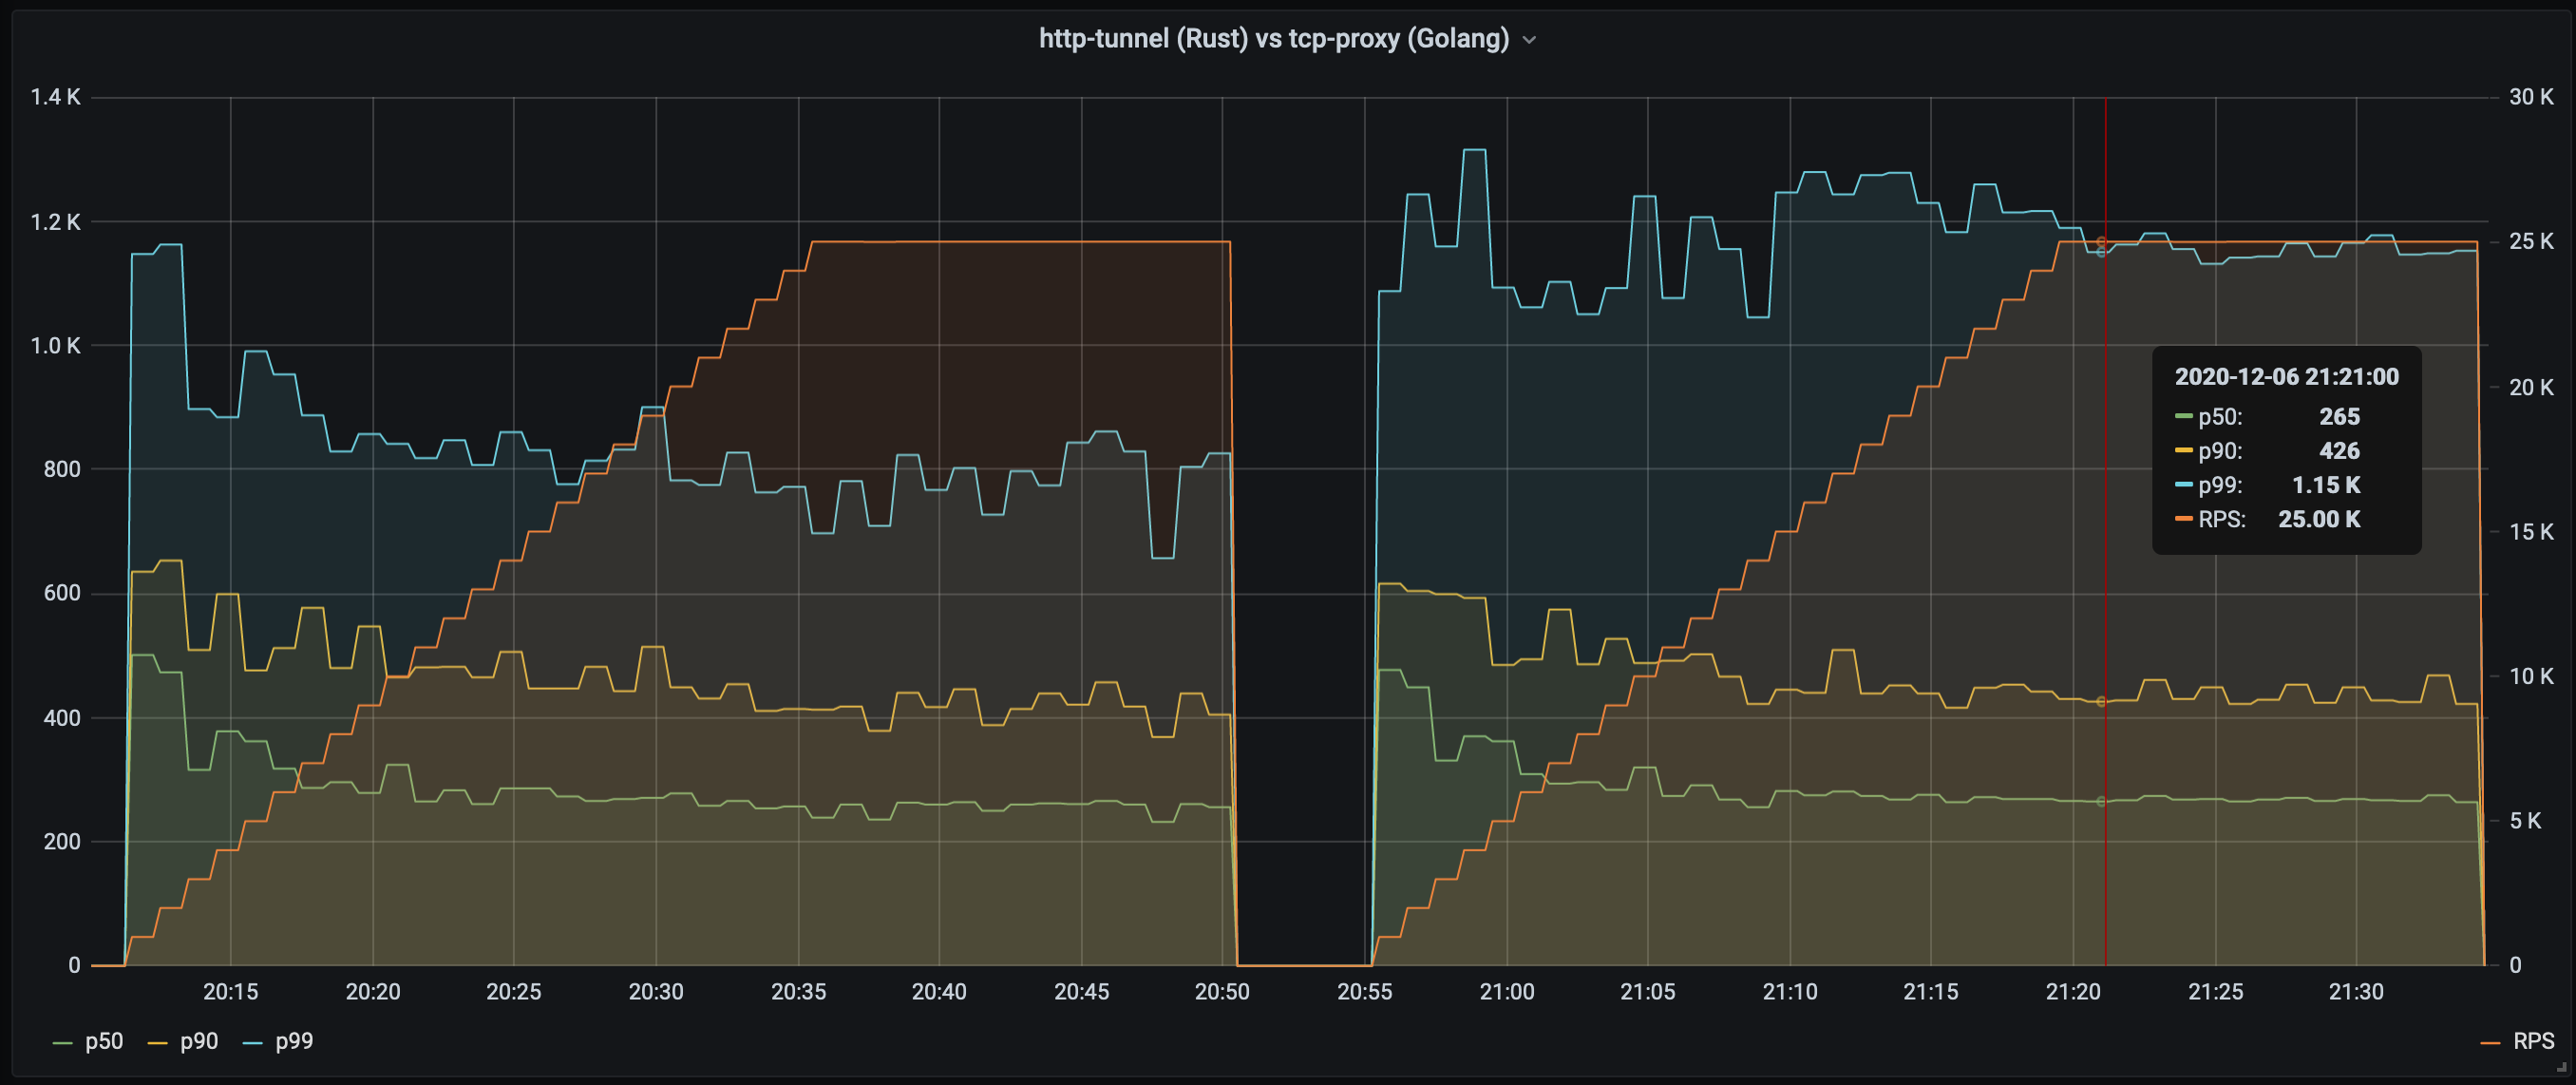 http-tunnel (Rust) vs tcp-proxy (Golang)
1.4 K
1.2 K
1.0 K
800
600
400
200
0
30 K
25 K
20 K
15 K
10 K
5 K
0
2020-12-06 21:21:00
p50: 265
p90: 426
p99: 1.15 K
RPS: 25.00 K
20:15 20:20 20:25 20:30 20:35 20:40 20:45 20:50 20:55 21:00 21:05 21:10 21:15 21:20 21:25 21:30
p50 p90 p99 RPS